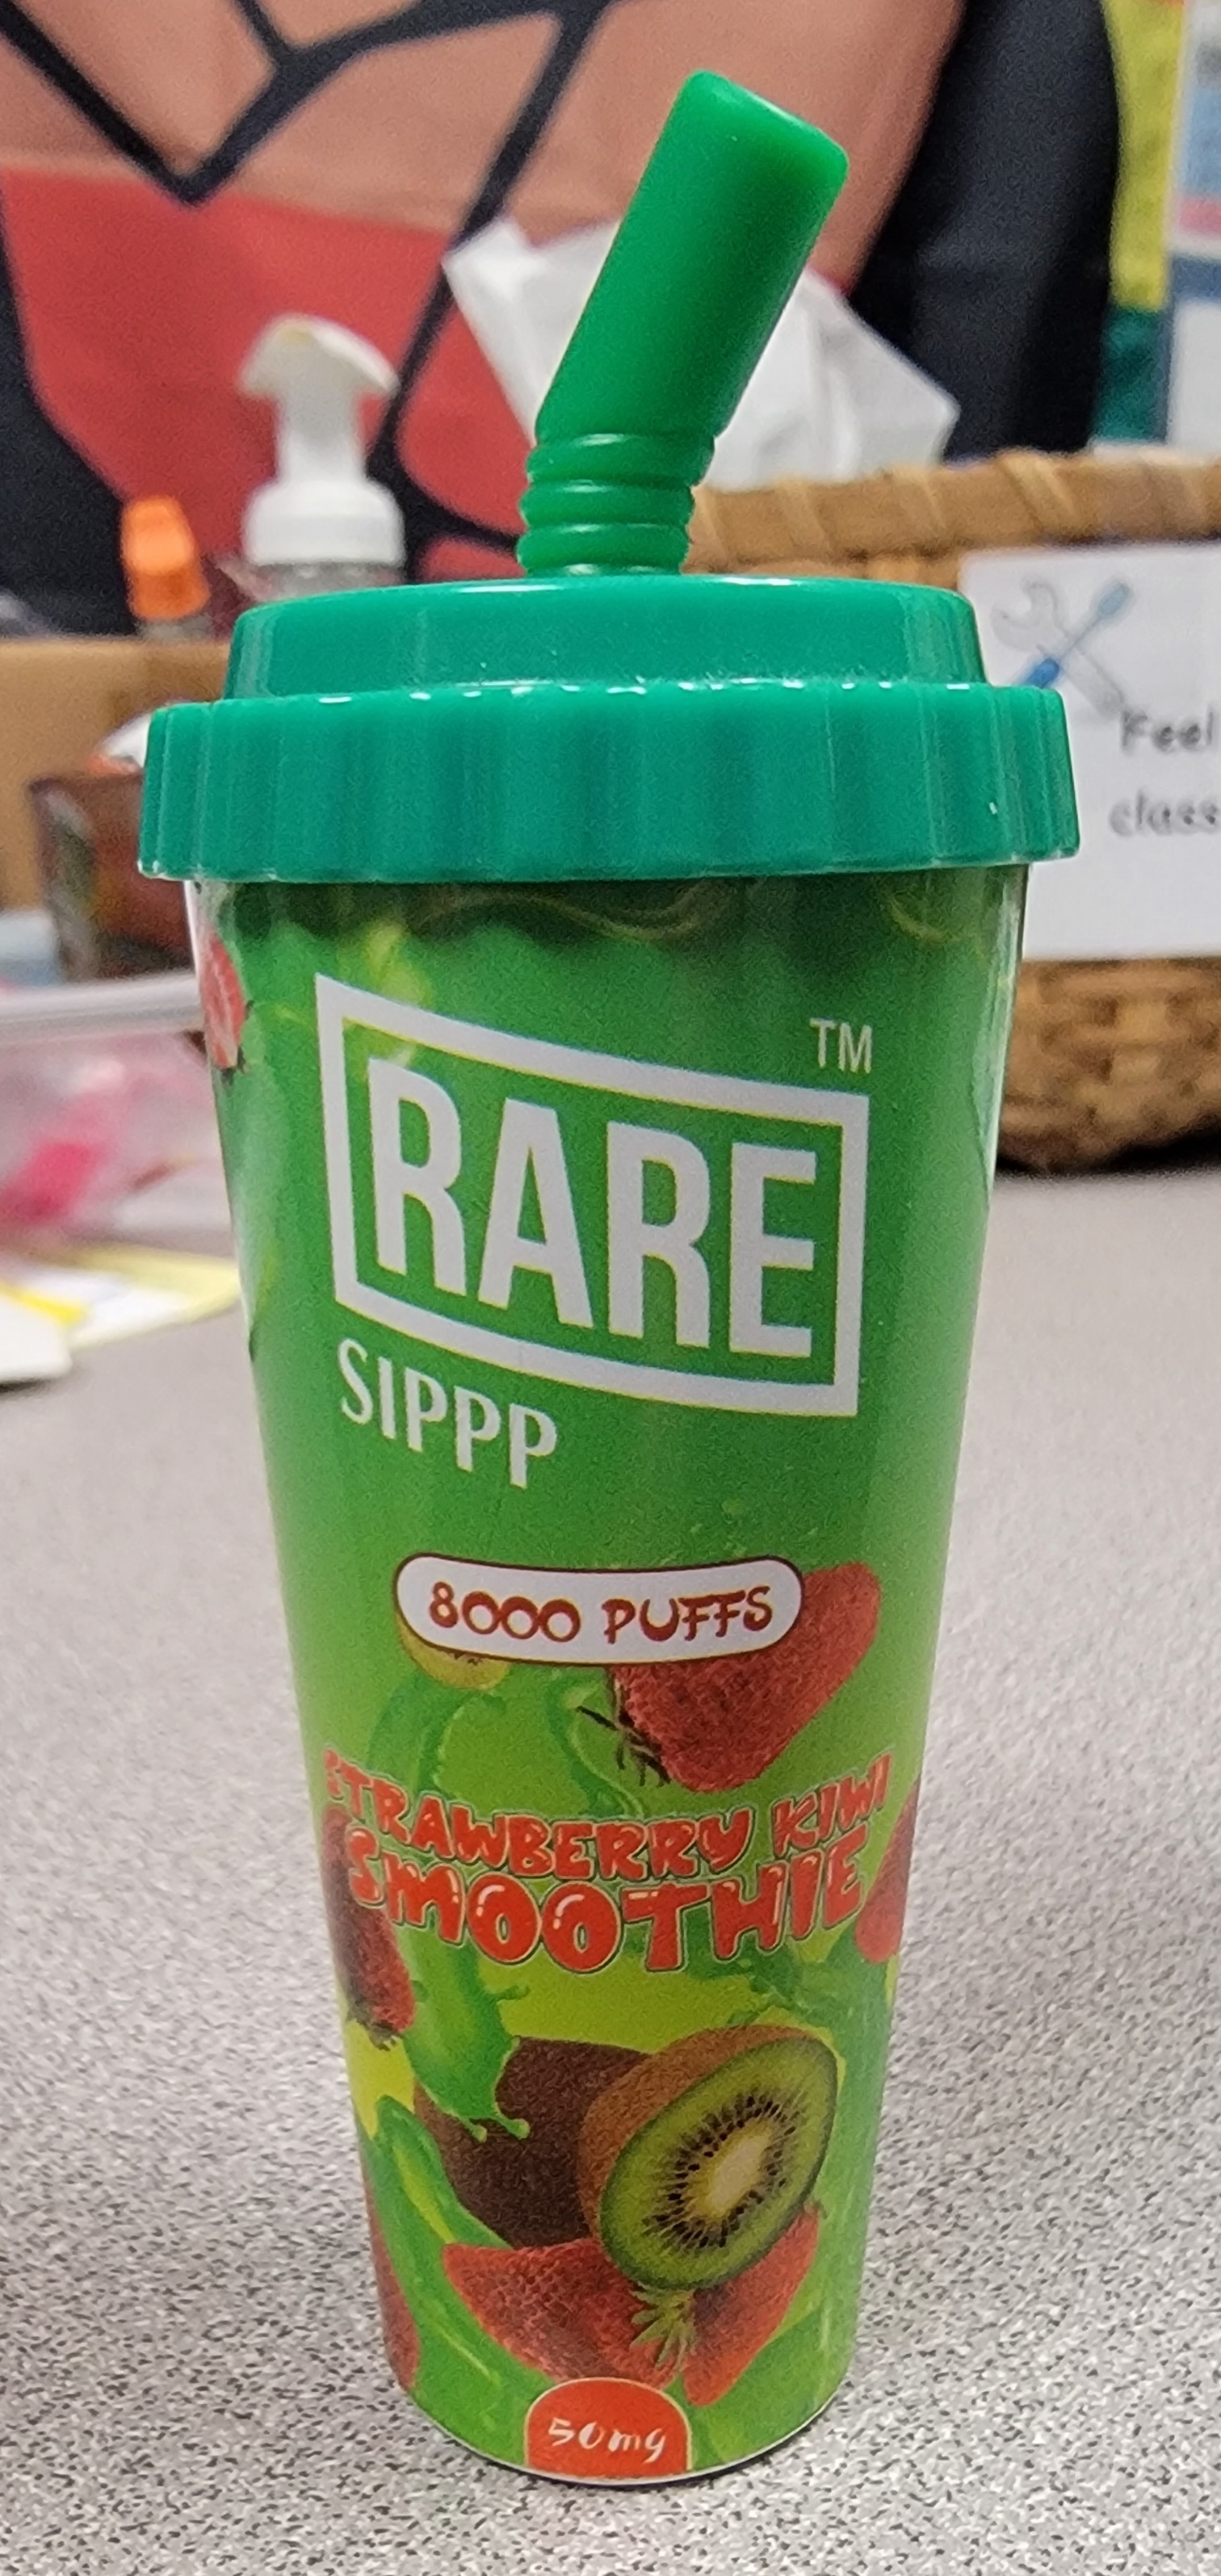 Feel
class
TM
RARE
SIPPP
8000 PUFFS
STRAWBERRY KIWI
SMOOTHIE
50mg